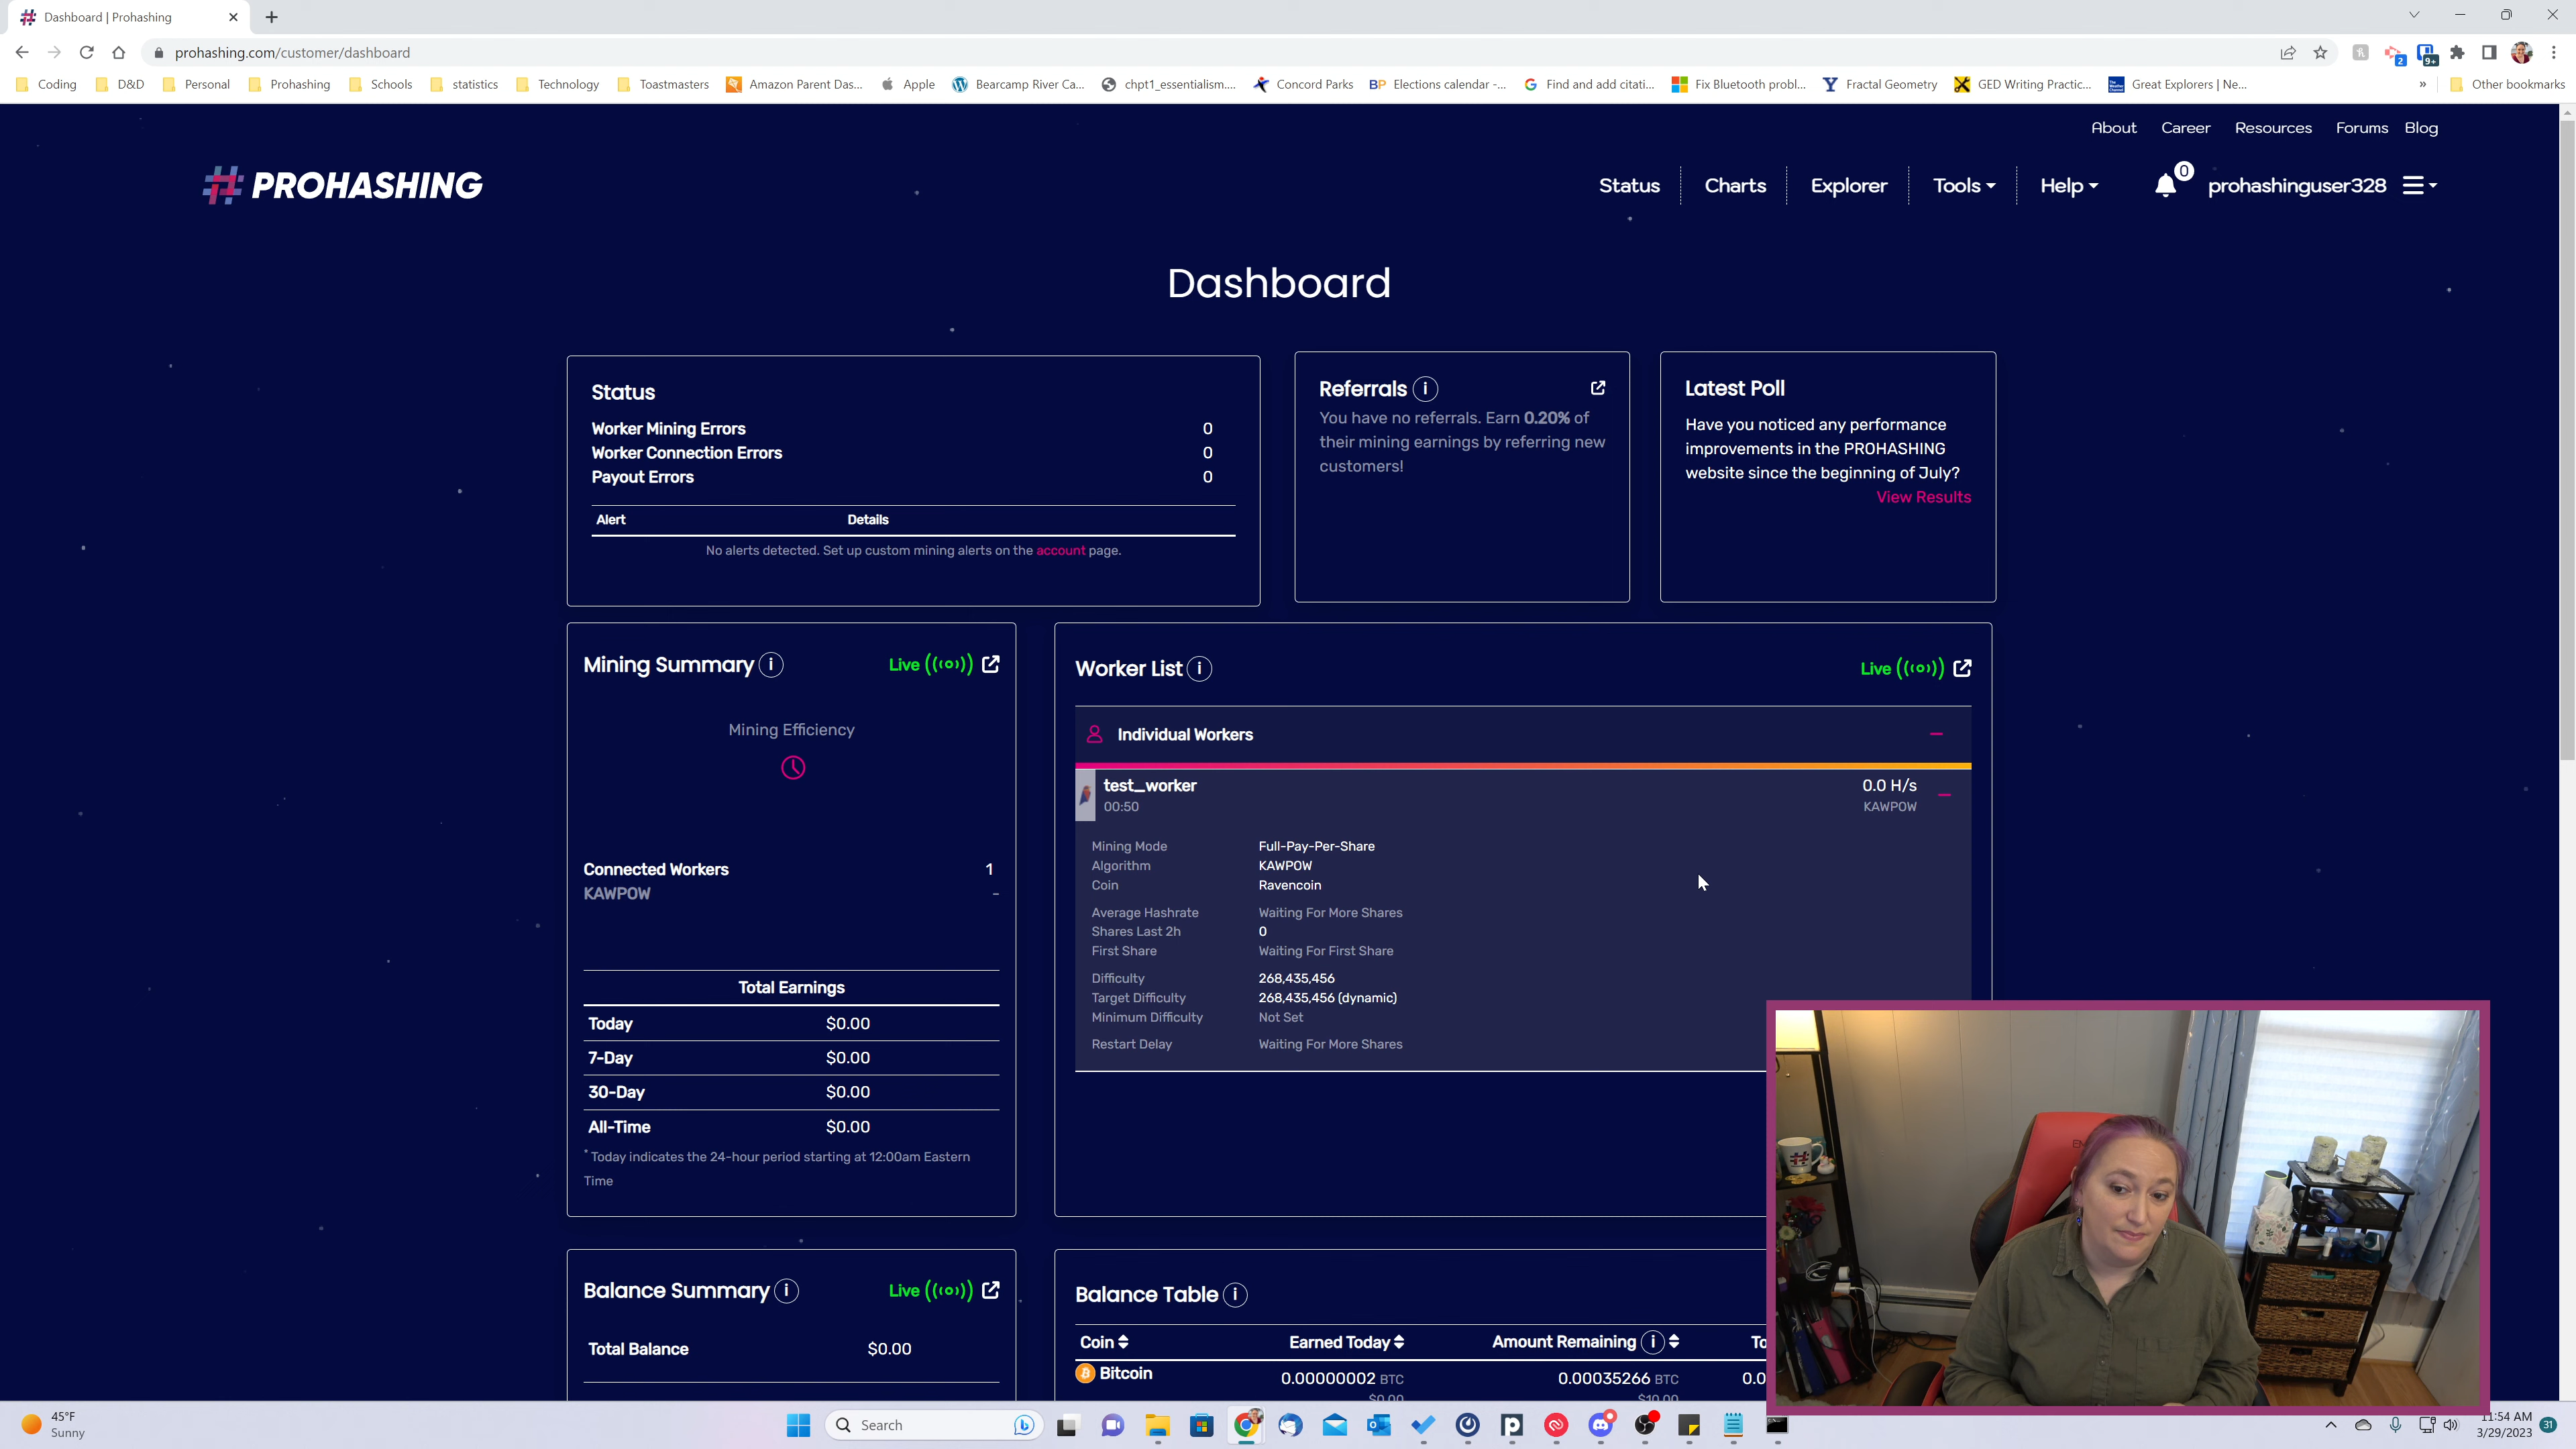 Dashboard | Prohashing
prohashing.com/customer/dashboard
2
9+
Coding
D&D
Personal
Prohashing
Schools
statistics
Technology
Toastmasters
Amazon Parent Das...
Apple
Bearcamp River Ca...
chpt1_essentialism....
Concord Parks
BP Elections calendar -...
Find and add citati...
Fix Bluetooth probl...
Fractal Geometry
GED Writing Practic...
Great Explorers | Ne...
»
Other bookmarks
About Career Resources Forums Blog
PROHASHING
Status Charts Explorer Tools Help 0 prohashinguser328
Dashboard
Status
Worker Mining Errors 0
Worker Connection Errors 0
Payout Errors 0
Alert Details
No alerts detected. Set up custom mining alerts on the account page.
Referrals i
You have no referrals. Earn 0.20% of
their mining earnings by referring new
customers!
Latest Poll
Have you noticed any performance
improvements in the PROHASHING
website since the beginning of July?
View Results
Mining Summary i Live
Mining Efficiency
Connected Workers 1
KAWPOW -
Total Earnings
Today $0.00
7-Day $0.00
30-Day $0.00
All-Time $0.00
* Today indicates the 24-hour period starting at 12:00am Eastern
Time
Worker List i Live
Individual Workers
test_worker 0.0 H/s
00:50 KAWPOW
Mining Mode Full-Pay-Per-Share
Algorithm KAWPOW
Coin Ravencoin
Average Hashrate Waiting For More Shares
Shares Last 2h 0
First Share Waiting For First Share
Difficulty 268,435,456
Target Difficulty 268,435,456 (dynamic)
Minimum Difficulty Not Set
Restart Delay Waiting For More Shares
Balance Summary i Live
Total Balance $0.00
Balance Table i
Coin Earned Today Amount Remaining i
Bitcoin 0.00000002 BTC 0.00035266 BTC
$0.00 $10.00
45°F
Sunny
Search
11:54 AM
3/29/2023
31